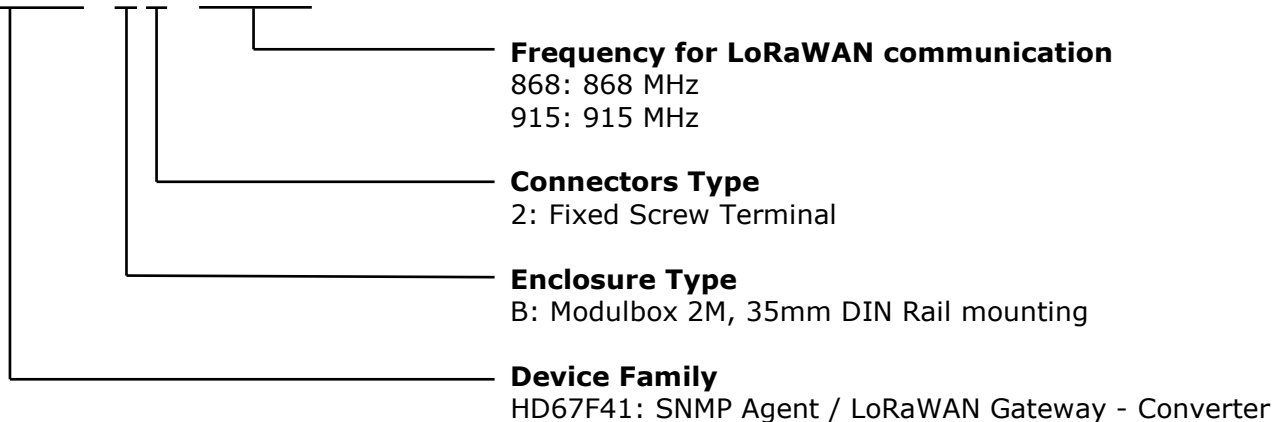 Frequency for LoRaWAN communication
868: 868 MHz
915: 915 MHz
Connectors Type
2: Fixed Screw Terminal
Enclosure Type
B: Modulbox 2M, 35mm DIN Rail mounting
Device Family
HD67F41: SNMP Agent / LoRaWAN Gateway - Converter